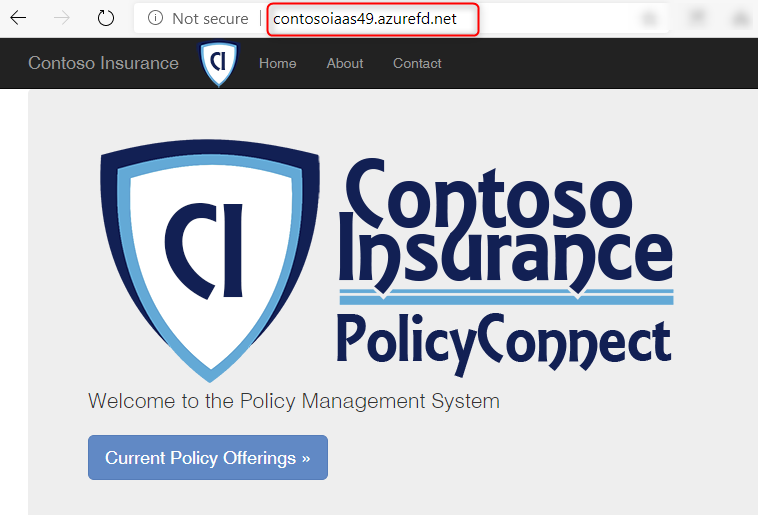 Not secure contosoiaas49.azurefd.net
Contoso Insurance CI Home About Contact
CI
Contoso
Insurance
PolicyConnect
Welcome to the Policy Management System
Current Policy Offerings »